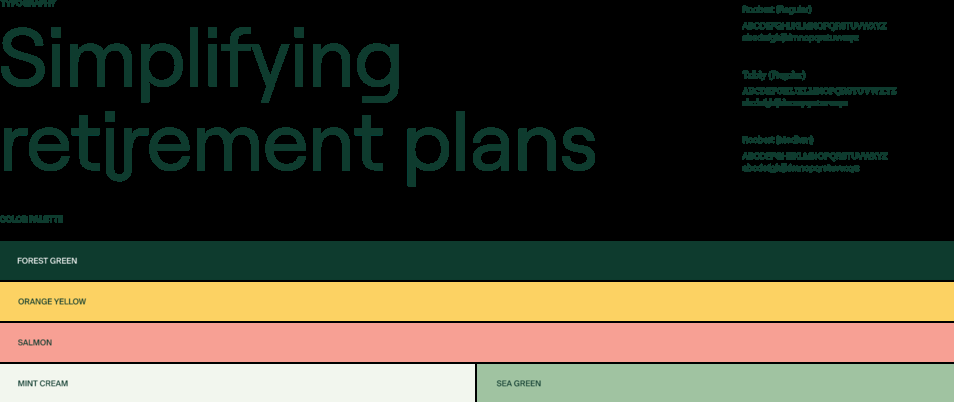 TYPOGRAPHY
Simplifying
retirement plans
Roobert (Regular)
ABCDEFGHIJKLMNOPQRSTUVWXYZ
abcdefghijklmnopqrstuvwxyz
(Regular)
ABCDEFGHIJKLMNOPQRSTUVWXYZ
abcdefghijklmnopqrstuvwxyz
Roobert (Medium)
ABCDEFGHIJKLMNOPQRSTUVWXYZ
abcdefghijklmnopqrstuvwxyz
COLOR PALETTE
FOREST GREEN
ORANGE YELLOW
SALMON
MINT CREAM
SEA GREEN